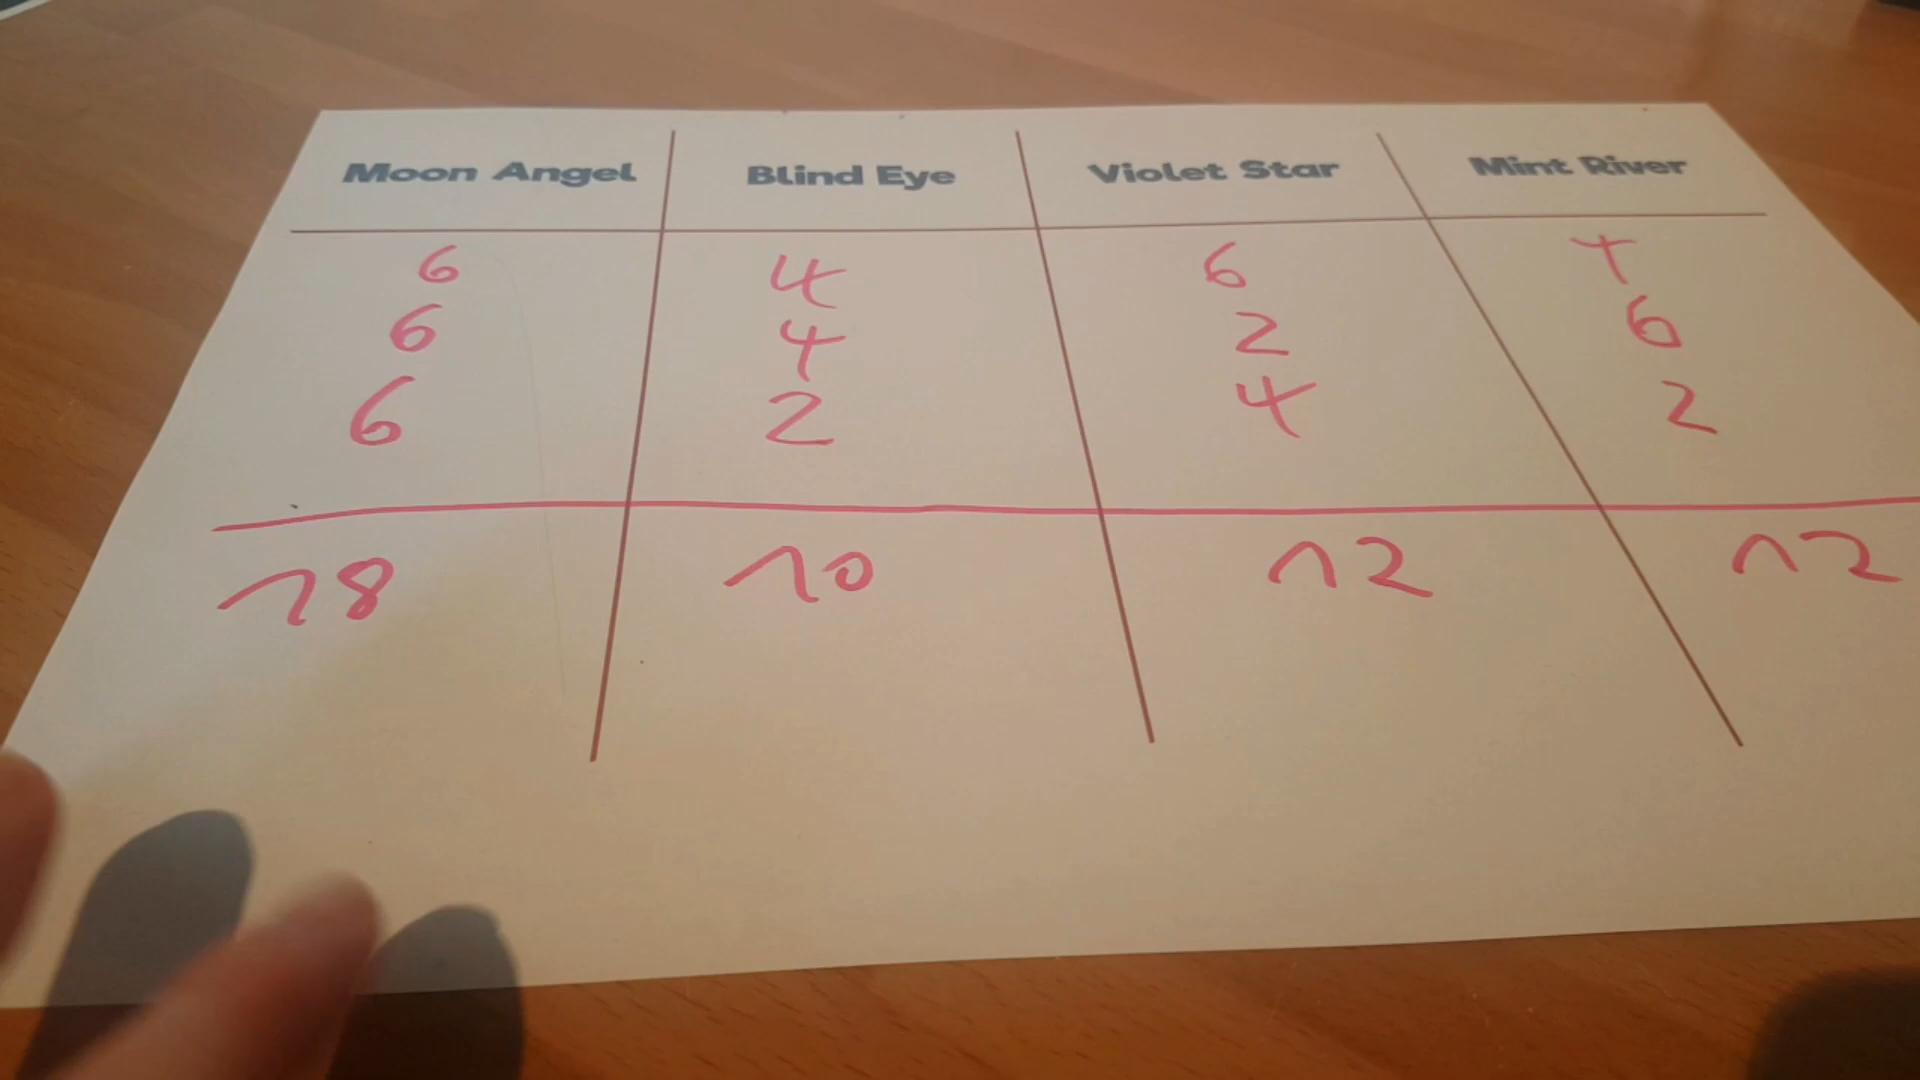 Moon Angel Blind Eye Violet Star Mint River
6 4 6 4
6 4 2 6
6 2 4 2
18 10 12 12